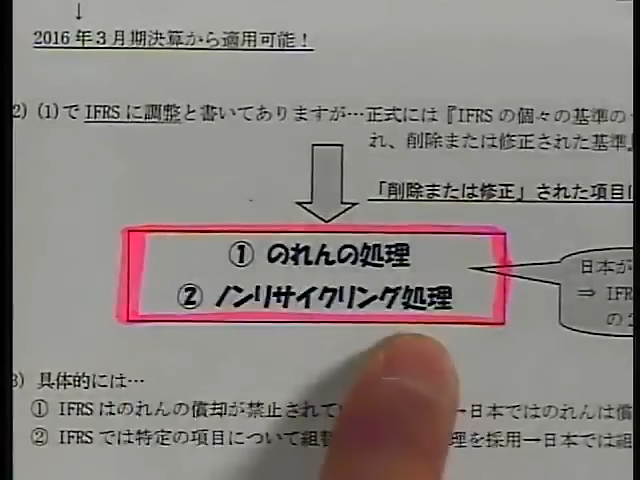 ↓
2016年3月期決算から適用可能！
2) (1)でIFRSに調整と書いてありますが…正式には『IFRSの個々の基準の
れ、削除または修正された基準』
「削除または修正」された項目に
① のれんの処理
② ノンリサイクリング処理
日本が
⇒ IFR
の2
3) 具体的には…
① IFRSはのれんの償却が禁止されて
→日本ではのれんは償
② IFRSでは特定の項目について組替
理を採用→日本では組